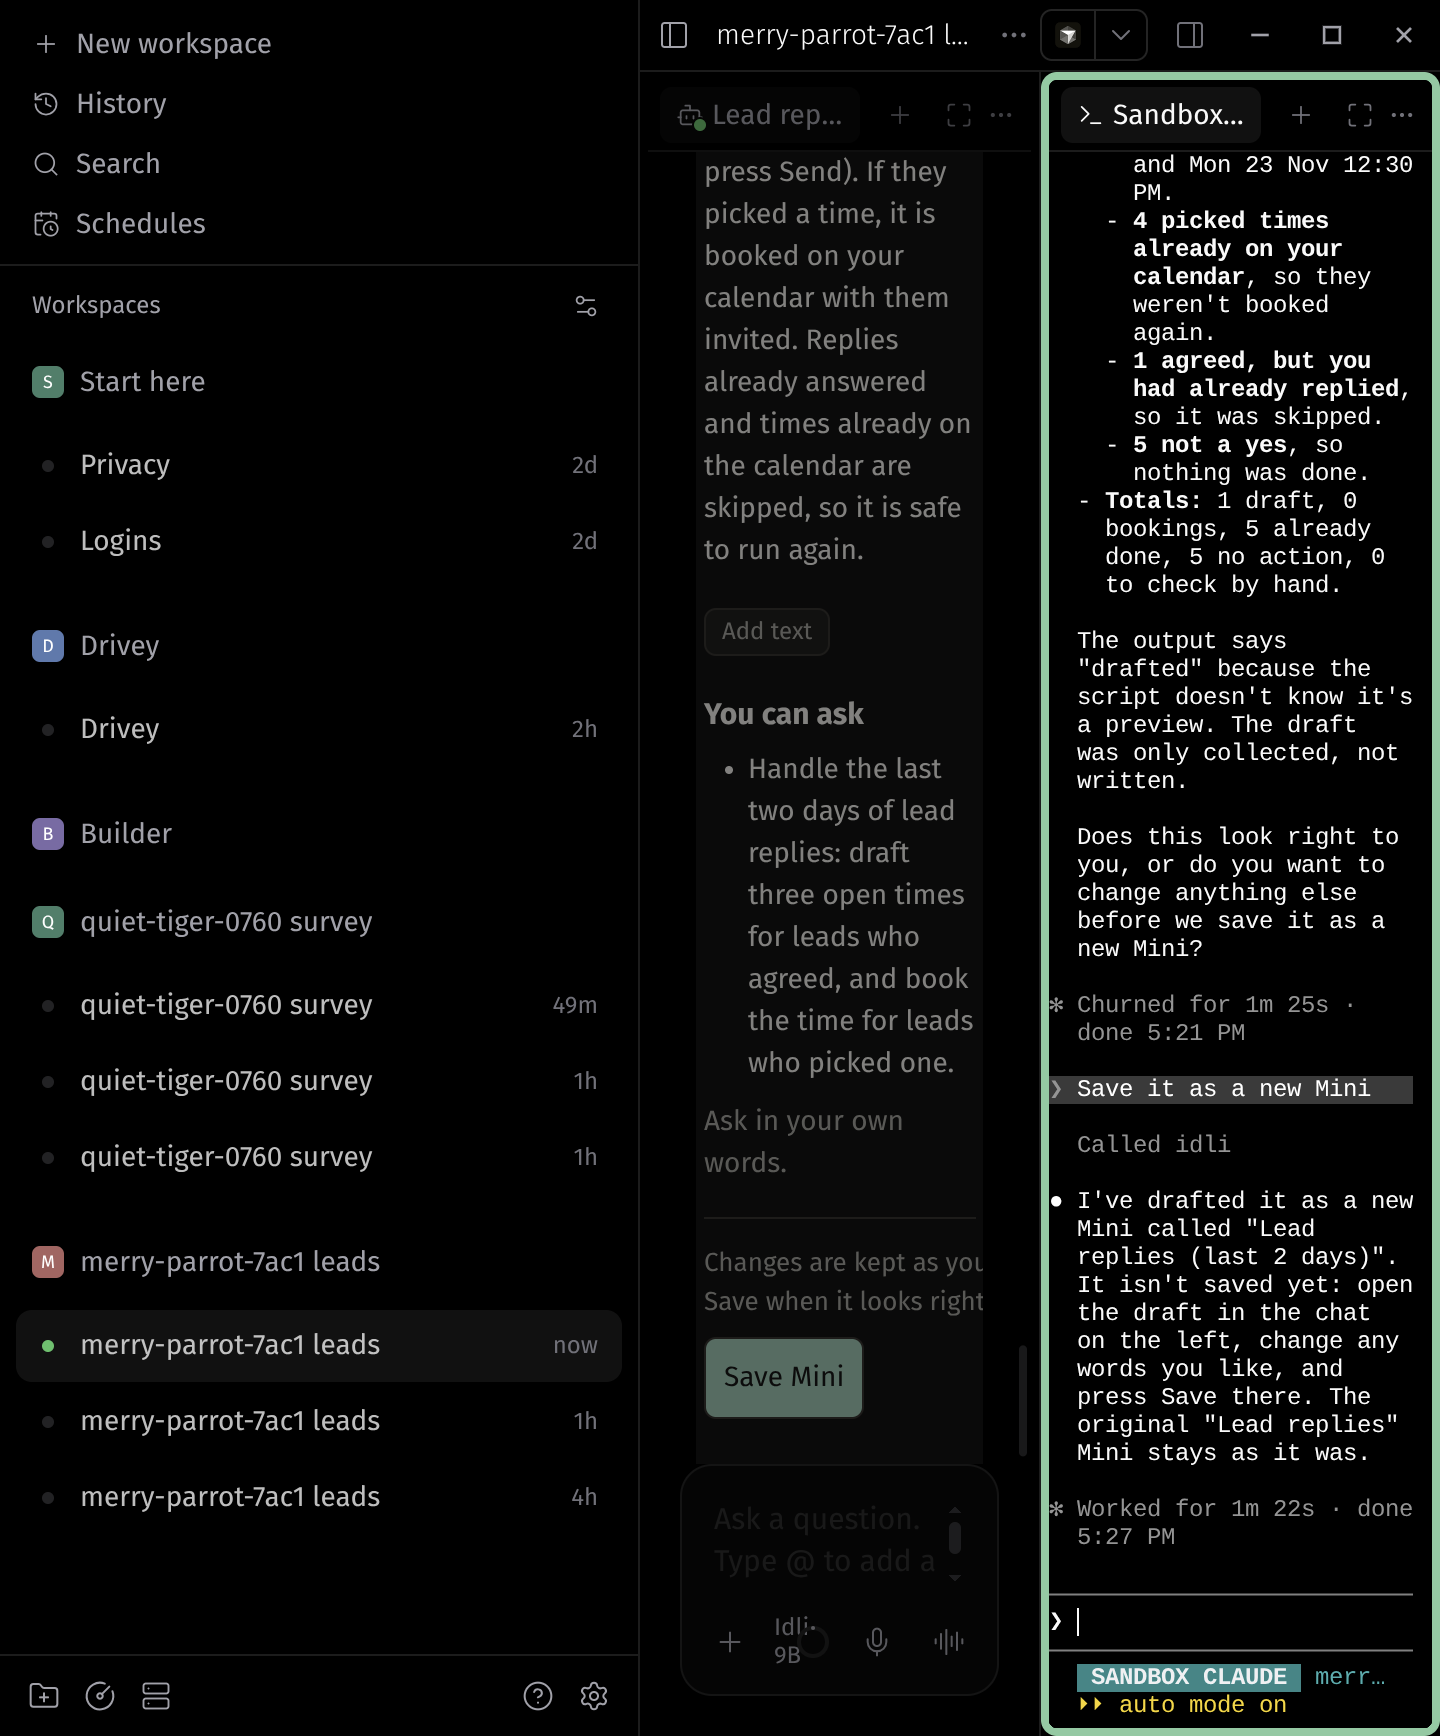 New workspace
History
Search
Schedules
Workspaces
S Start here
Privacy 2d
Logins 2d
D Drivey
Drivey 2h
B Builder
Q quiet-tiger-0760 survey
quiet-tiger-0760 survey 49m
quiet-tiger-0760 survey 1h
quiet-tiger-0760 survey 1h
M merry-parrot-7ac1 leads
merry-parrot-7ac1 leads now
merry-parrot-7ac1 leads 1h
merry-parrot-7ac1 leads 4h
merry-parrot-7ac1 l...
Lead rep...
press Send). If they
picked a time, it is
booked on your
calendar with them
invited. Replies
already answered
and times already on
the calendar are
skipped, so it is safe
to run again.
Add text
You can ask
• Handle the last
two days of lead
replies: draft
three open times
for leads who
agreed, and book
the time for leads
who picked one.
Ask in your own
words.
Changes are kept as you
Save when it looks right
Save Mini
Ask a question.
Type @ to add a
Idli·
9B
Sandbox...
and Mon 23 Nov 12:30
PM.
- 4 picked times
already on your
calendar, so they
weren't booked
again.
- 1 agreed, but you
had already replied,
so it was skipped.
- 5 not a yes, so
nothing was done.
- Totals: 1 draft, 0
bookings, 5 already
done, 5 no action, 0
to check by hand.
The output says
"drafted" because the
script doesn't know it's
a preview. The draft
was only collected, not
written.
Does this look right to
you, or do you want to
change anything else
before we save it as a
new Mini?
✻ Churned for 1m 25s ·
done 5:21 PM
❯ Save it as a new Mini
Called idli
● I've drafted it as a new
Mini called "Lead
replies (last 2 days)".
It isn't saved yet: open
the draft in the chat
on the left, change any
words you like, and
press Save there. The
original "Lead replies"
Mini stays as it was.
✻ Worked for 1m 22s · done
5:27 PM
❯
SANDBOX CLAUDE merr…
⏵⏵ auto mode on